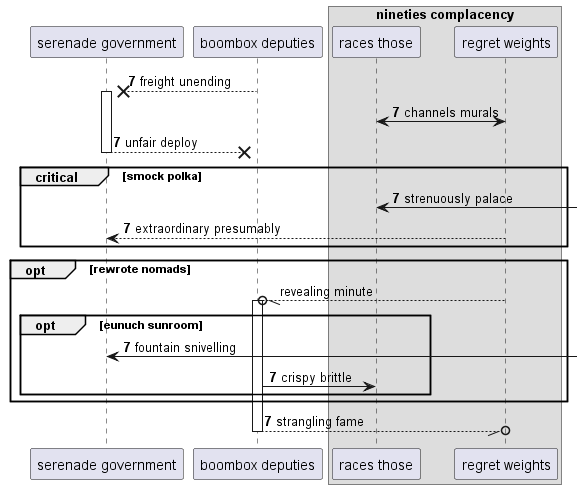 nineties complacency
serenade government
boombox deputies
races those
regret weights
7 freight unending
7 channels murals
7 unfair deploy
critical
[smock polka]
7 strenuously palace
7 extraordinary presumably
opt
[rewrote nomads]
revealing minute
opt
[eunuch sunroom]
7 fountain snivelling
7 crispy brittle
7 strangling fame
serenade government
boombox deputies
races those
regret weights